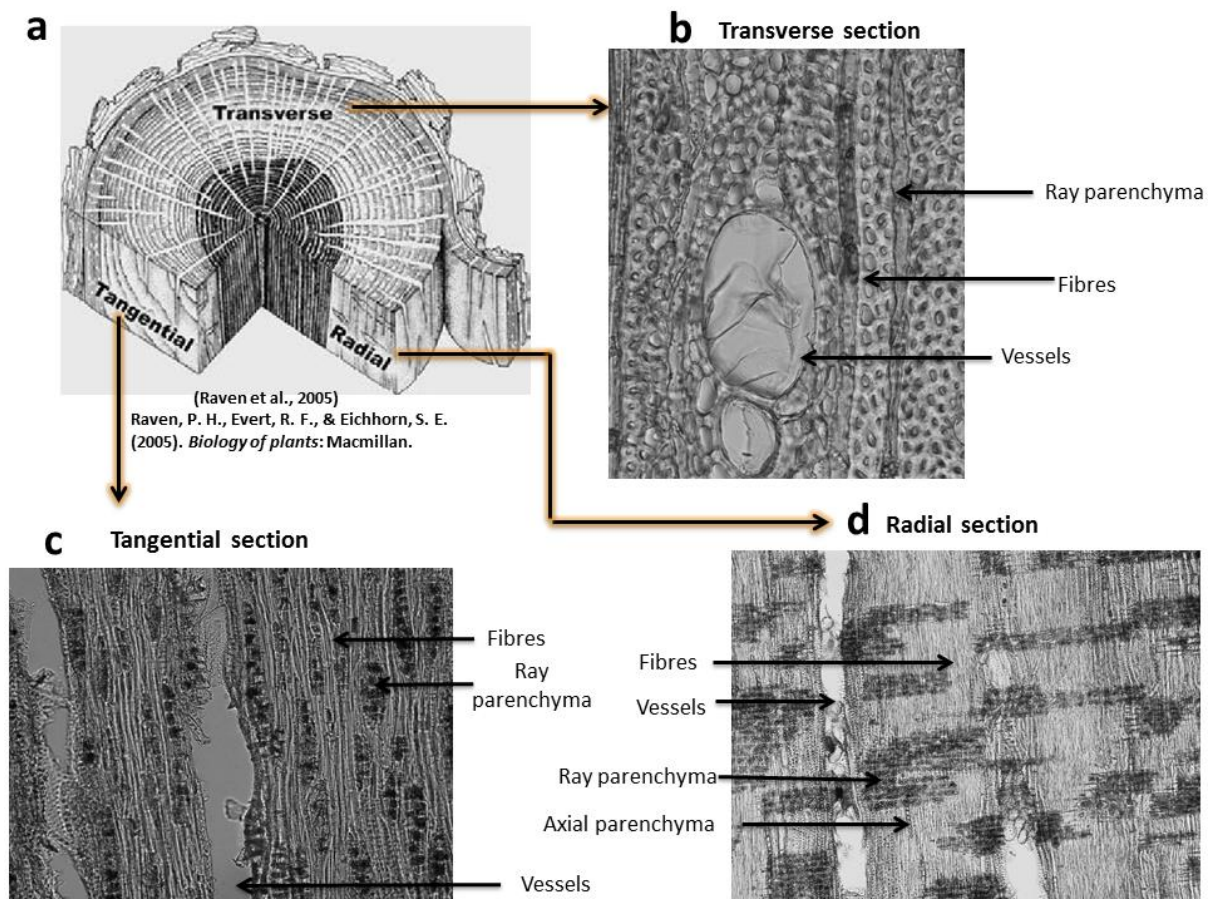 a
Transverse
Tangential
Radial
(Raven et al., 2005)
Raven, P. H., Evert, R. F., & Eichhorn, S. E.
(2005). Biology of plants: Macmillan.
b Transverse section
Ray parenchyma
Fibres
Vessels
c Tangential section
Fibres
Ray
parenchyma
Vessels
d Radial section
Fibres
Vessels
Ray parenchyma
Axial parenchyma